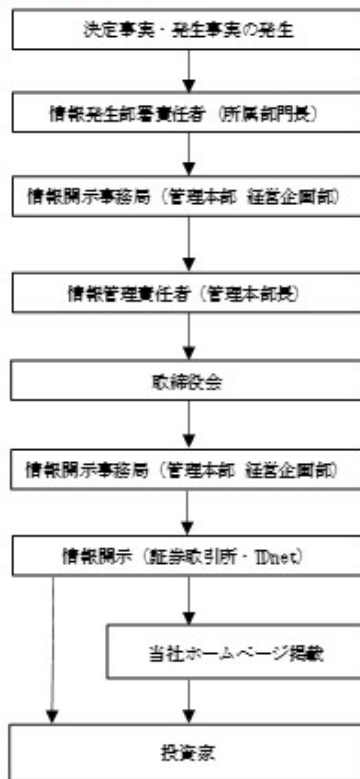 決定事実・発生事実の発生
情報発生部署責任者（所属部門長）
情報開示事務局（管理本部 経営企画部）
情報管理責任者（管理本部長）
取締役会
情報開示事務局（管理本部 経営企画部）
情報開示（証券取引所・TDnet）
当社ホームページ掲載
投資家